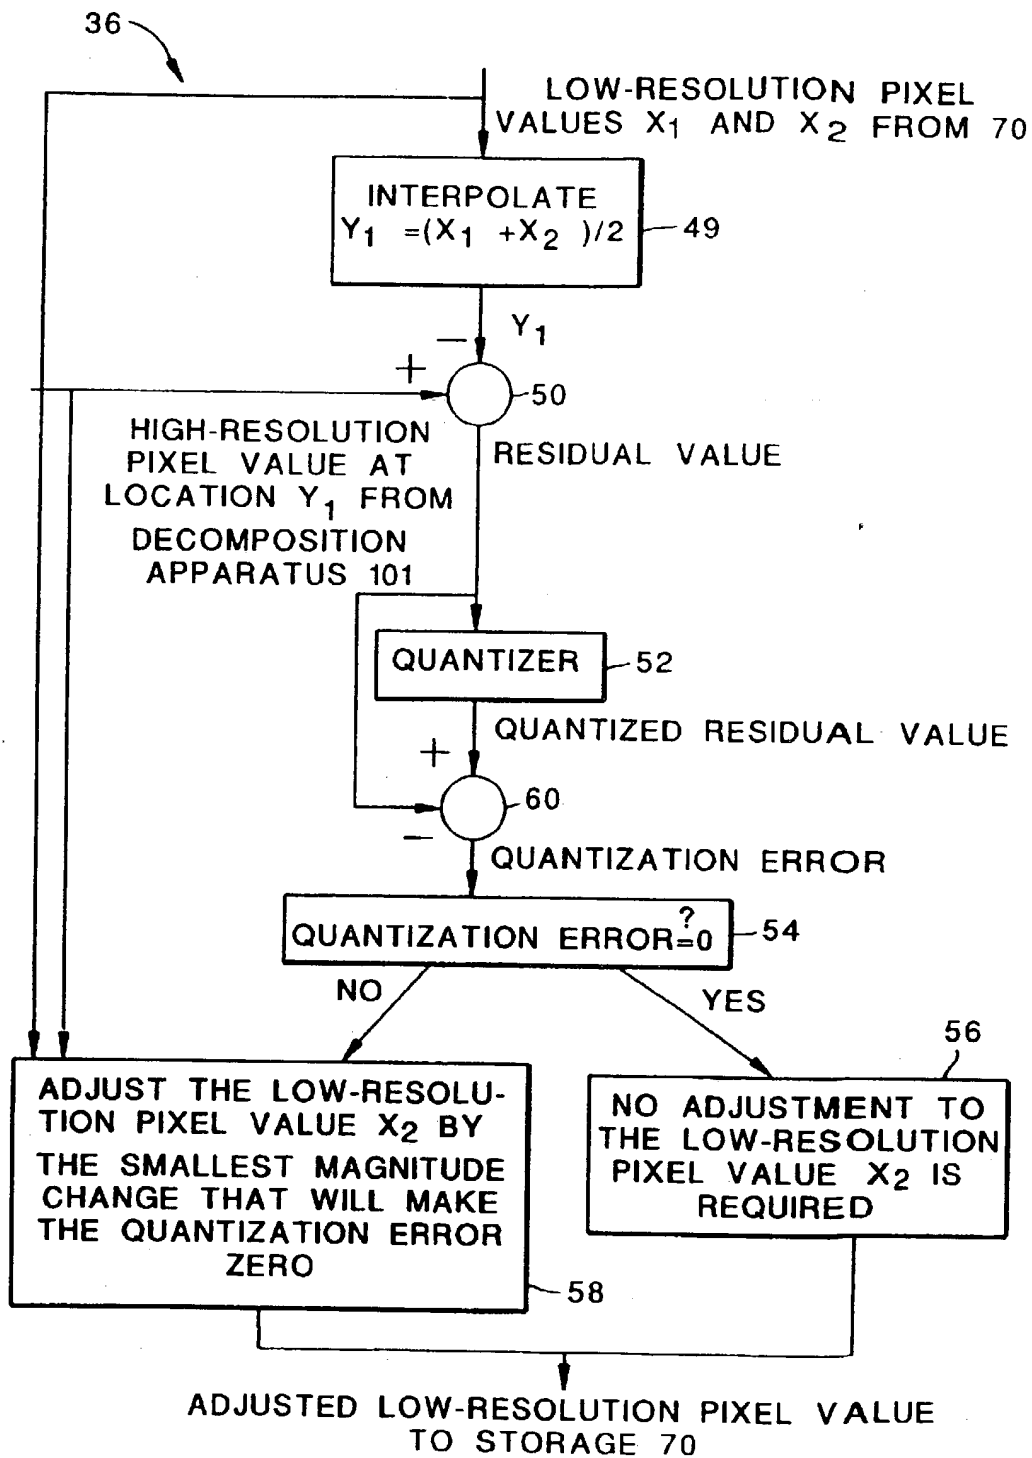 36
LOW-RESOLUTION PIXEL
VALUES X1 AND X2 FROM 70
INTERPOLATE
Y1 =(X1 +X2 )/2
49
Y1
−
+
50
HIGH-RESOLUTION
PIXEL VALUE AT
LOCATION Y1 FROM
DECOMPOSITION
APPARATUS 101
RESIDUAL VALUE
QUANTIZER
52
QUANTIZED RESIDUAL VALUE
+
60
−
QUANTIZATION ERROR
QUANTIZATION ERROR=0
?
54
NO
YES
56
ADJUST THE LOW-RESOLU-
TION PIXEL VALUE X2 BY
THE SMALLEST MAGNITUDE
CHANGE THAT WILL MAKE
THE QUANTIZATION ERROR
ZERO
58
NO ADJUSTMENT TO
THE LOW-RESOLUTION
PIXEL VALUE X2 IS
REQUIRED
ADJUSTED LOW-RESOLUTION PIXEL VALUE
TO STORAGE 70